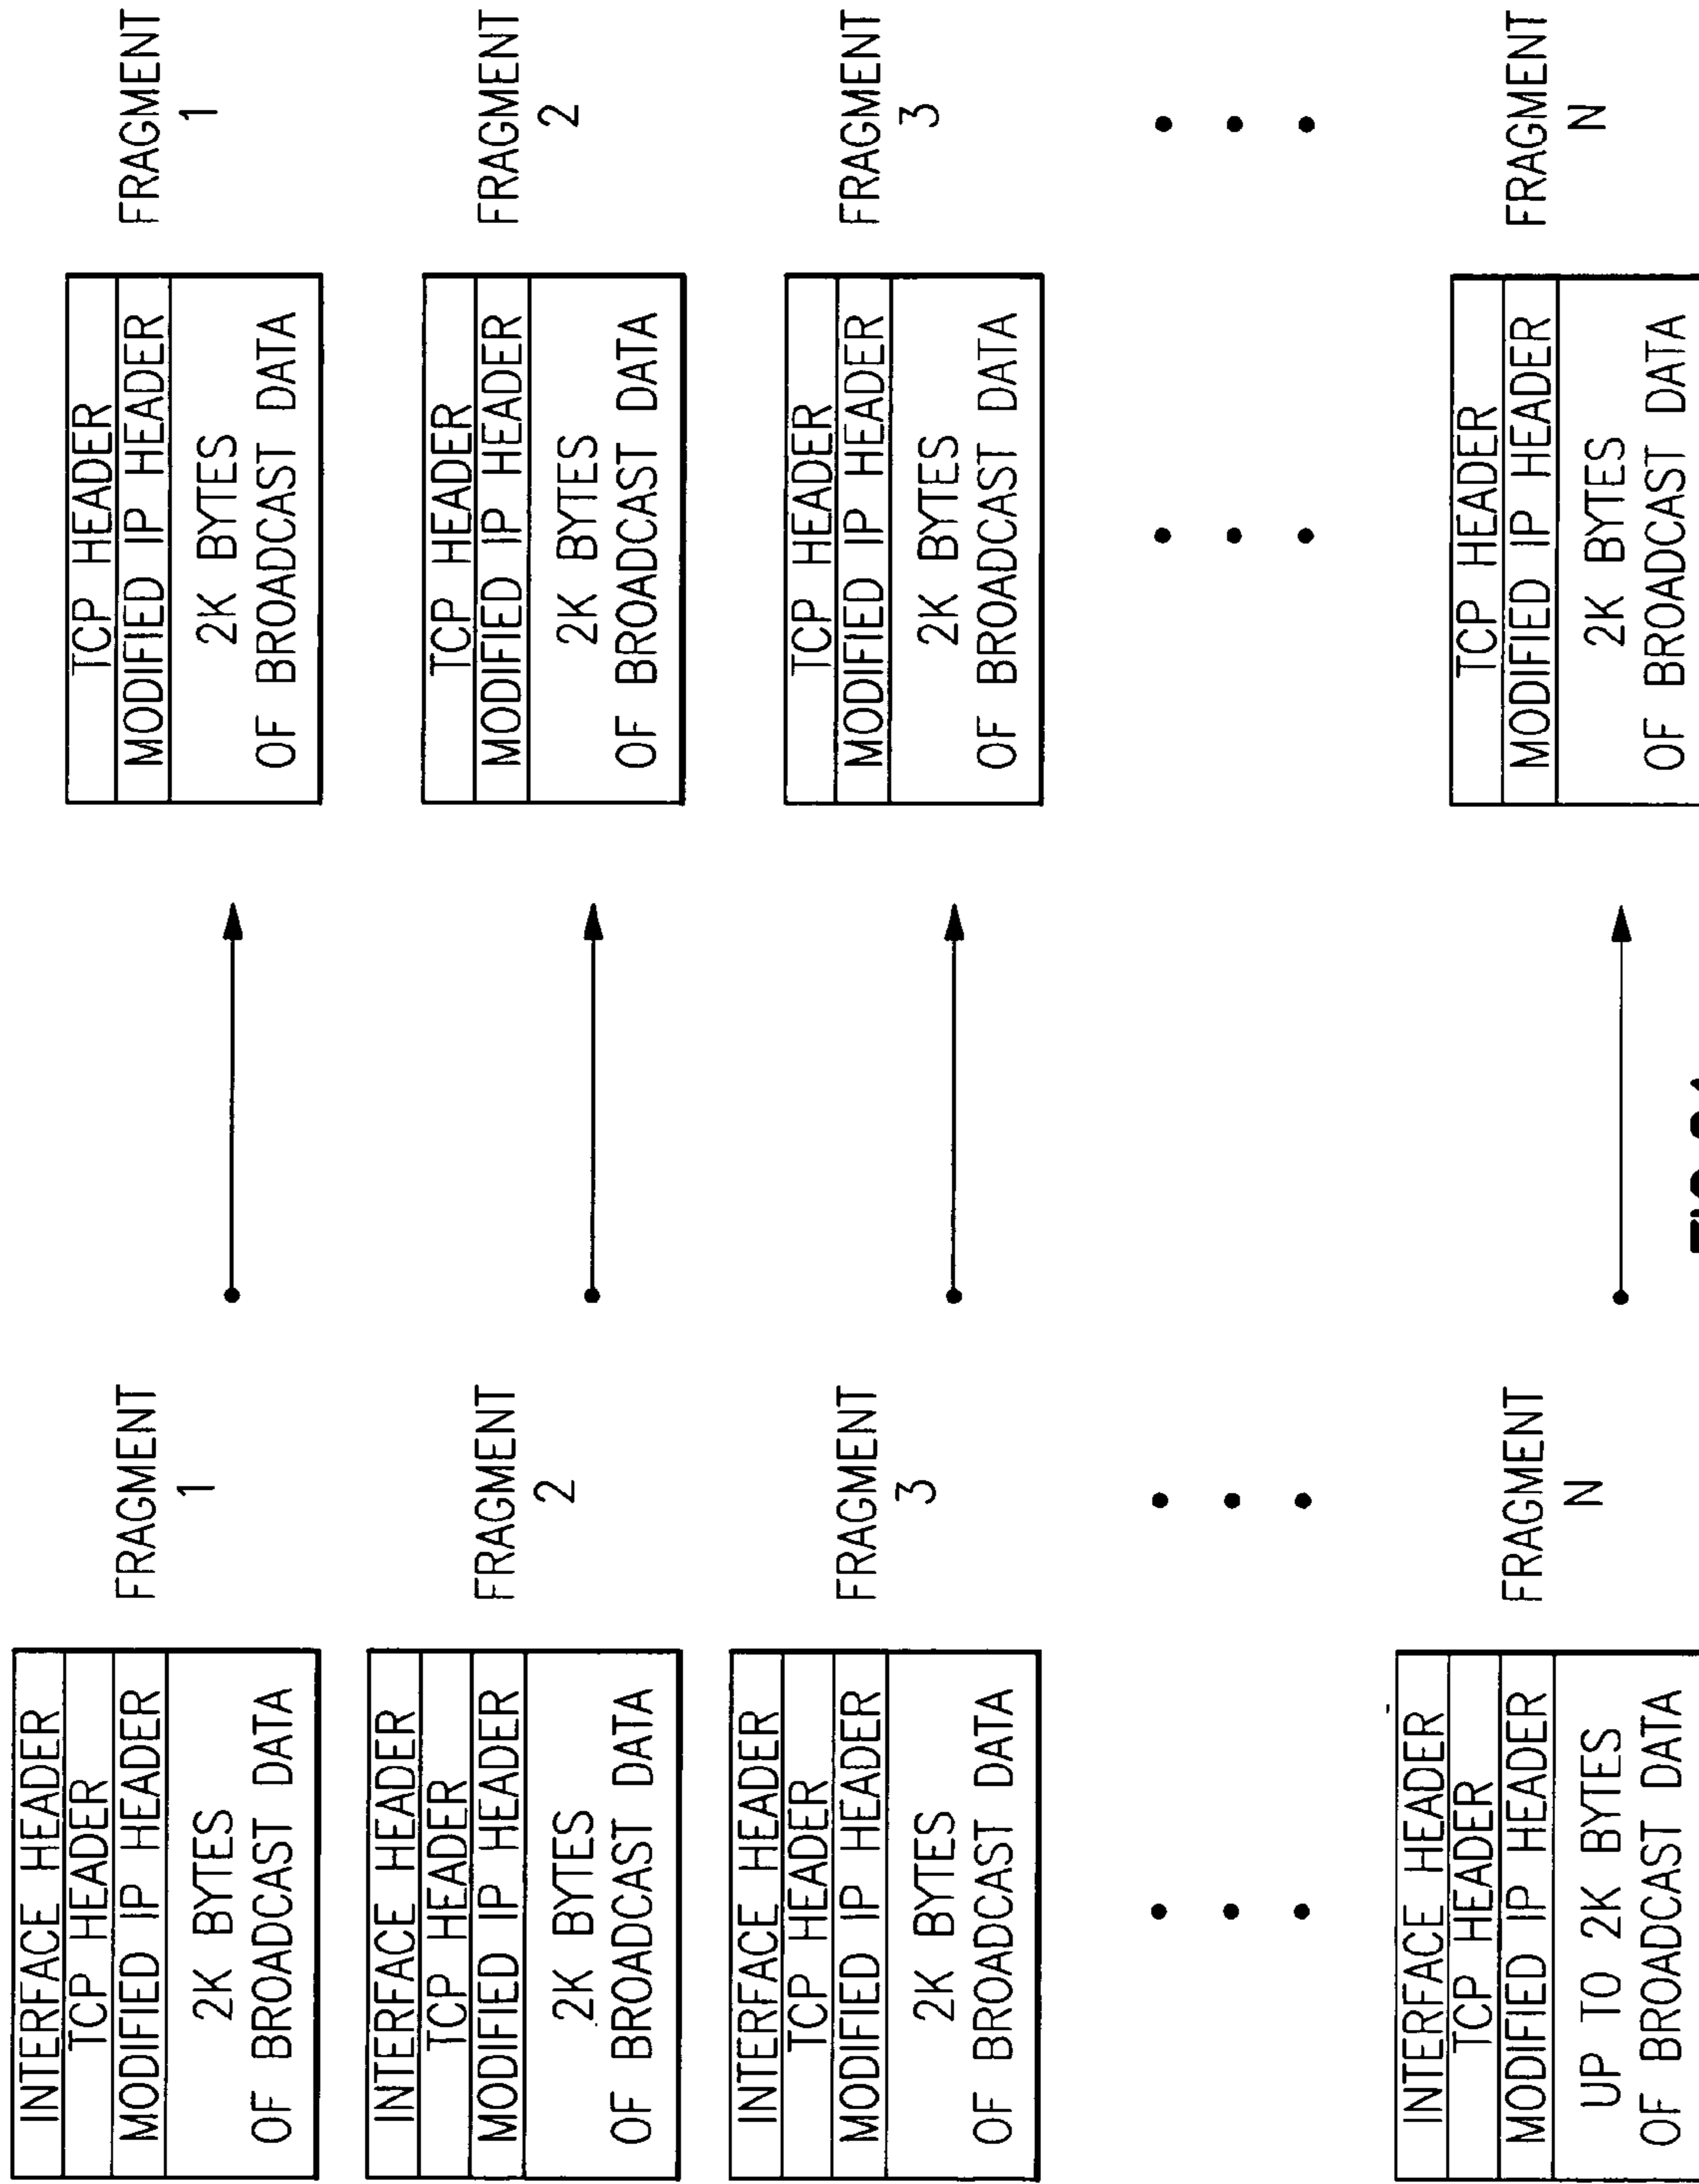 INTERFACE HEADER
TCP HEADER
MODIFIED IP HEADER
2K BYTES
OF BROADCAST DATA
FRAGMENT
1
TCP HEADER
MODIFIED IP HEADER
2K BYTES
OF BROADCAST DATA
FRAGMENT
1
INTERFACE HEADER
TCP HEADER
MODIFIED IP HEADER
2K BYTES
OF BROADCAST DATA
FRAGMENT
2
TCP HEADER
MODIFIED IP HEADER
2K BYTES
OF BROADCAST DATA
FRAGMENT
2
INTERFACE HEADER
TCP HEADER
MODIFIED IP HEADER
2K BYTES
OF BROADCAST DATA
FRAGMENT
3
TCP HEADER
MODIFIED IP HEADER
2K BYTES
OF BROADCAST DATA
FRAGMENT
3
INTERFACE HEADER
TCP HEADER
MODIFIED IP HEADER
UP TO 2K BYTES
OF BROADCAST DATA
FRAGMENT
N
TCP HEADER
MODIFIED IP HEADER
2K BYTES
OF BROADCAST DATA
FRAGMENT
N